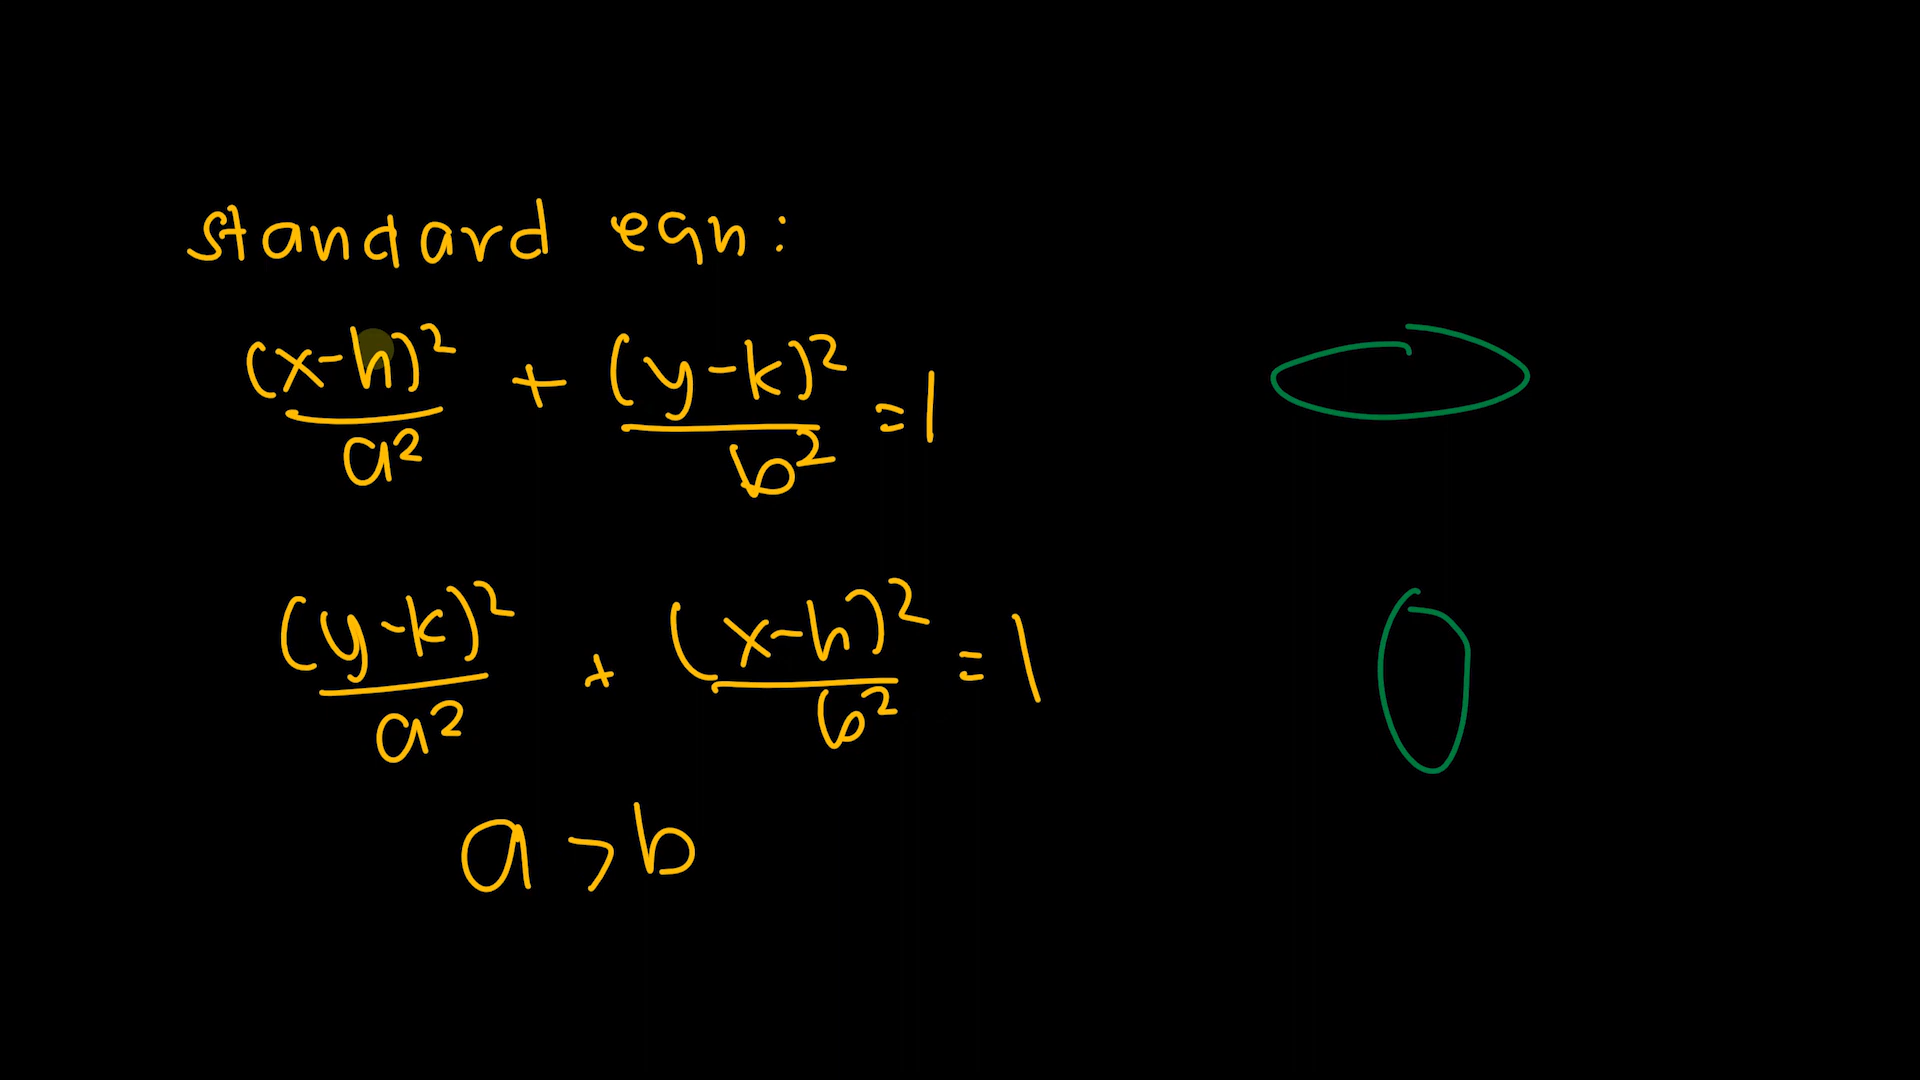 standard eqn:
(x-h)²/a² + (y-k)²/b² = 1
(y-k)²/a² + (x-h)²/b² = 1
a > b